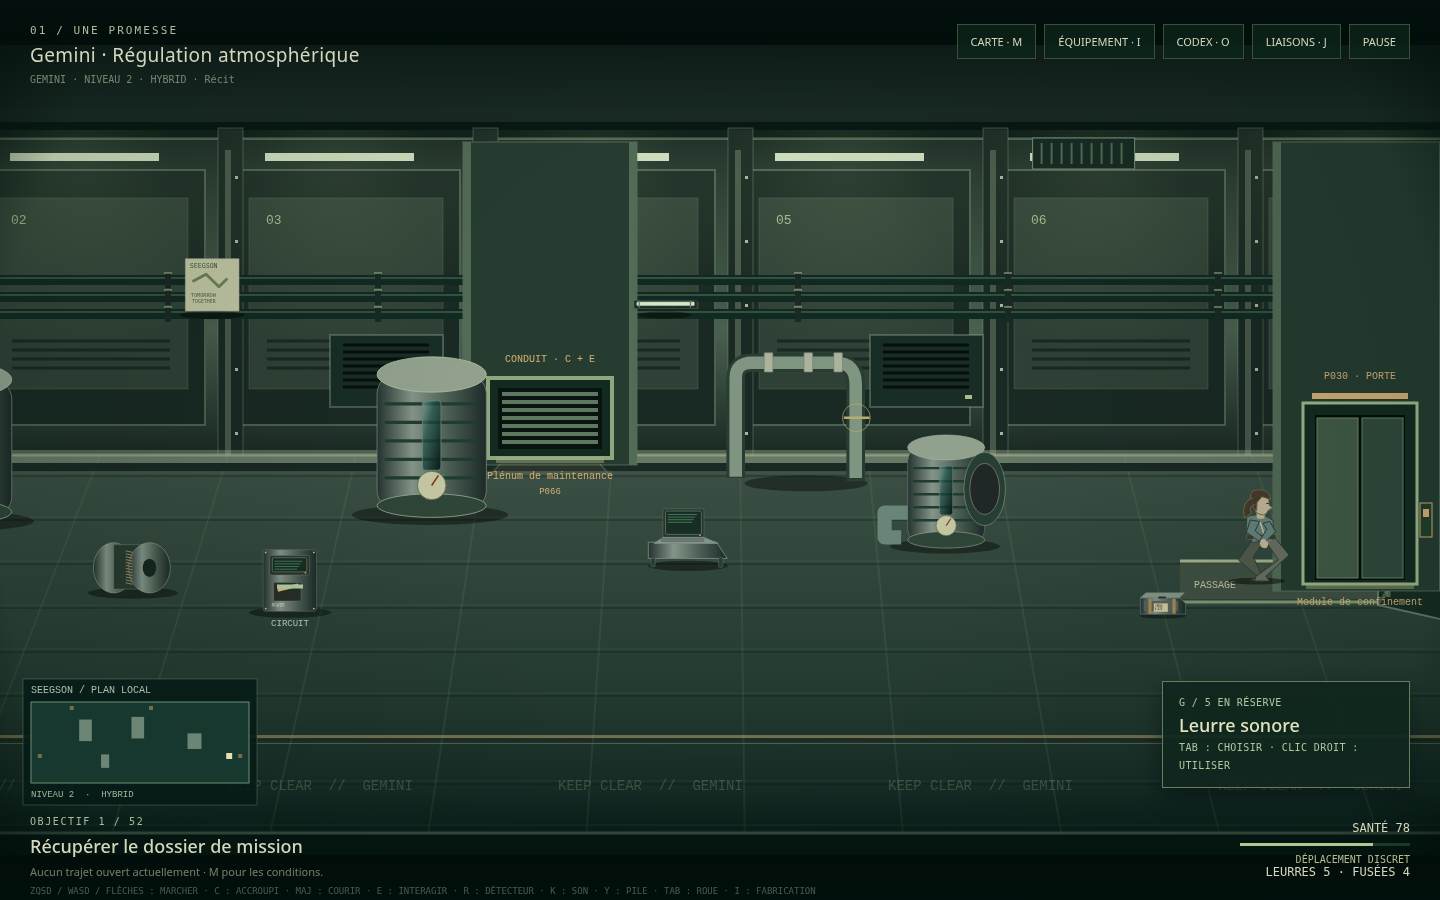 01 / UNE PROMESSE
Gemini · Régulation atmosphérique
GEMINI · NIVEAU 2 · HYBRID · Récit
CARTE · M
ÉQUIPEMENT · I
CODEX · O
LIAISONS · J
PAUSE
02
03
05
06
SEEGSON
TOMORROW
TOGETHER
CONDUIT · C + E
Plénum de maintenance
P066
P030 · PORTE
PASSAGE
Module de confinement
CIRCUIT
SEEGSON / PLAN LOCAL
NIVEAU 2 · HYBRID
G / 5 EN RÉSERVE
Leurre sonore
TAB : CHOISIR · CLIC DROIT :
UTILISER
P CLEAR // GEMINI
KEEP CLEAR // GEMINI
KEEP CLEAR // GEMINI
OBJECTIF 1 / 52
Récupérer le dossier de mission
Aucun trajet ouvert actuellement · M pour les conditions.
ZQSD / WASD / FLÈCHES : MARCHER · C : ACCROUPI · MAJ : COURIR · E : INTERAGIR · R : DÉTECTEUR · K : SON · Y : PILE · TAB : ROUE · I : FABRICATION
SANTÉ 78
DÉPLACEMENT DISCRET
LEURRES 5 · FUSÉES 4